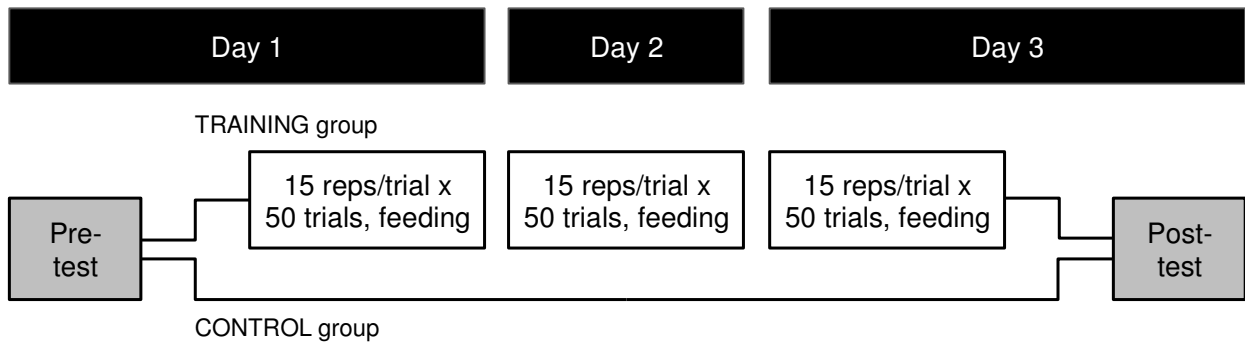 Day 1
Day 2
Day 3
TRAINING group
15 reps/trial x
50 trials, feeding
15 reps/trial x
50 trials, feeding
15 reps/trial x
50 trials, feeding
Pre-
test
Post-
test
CONTROL group